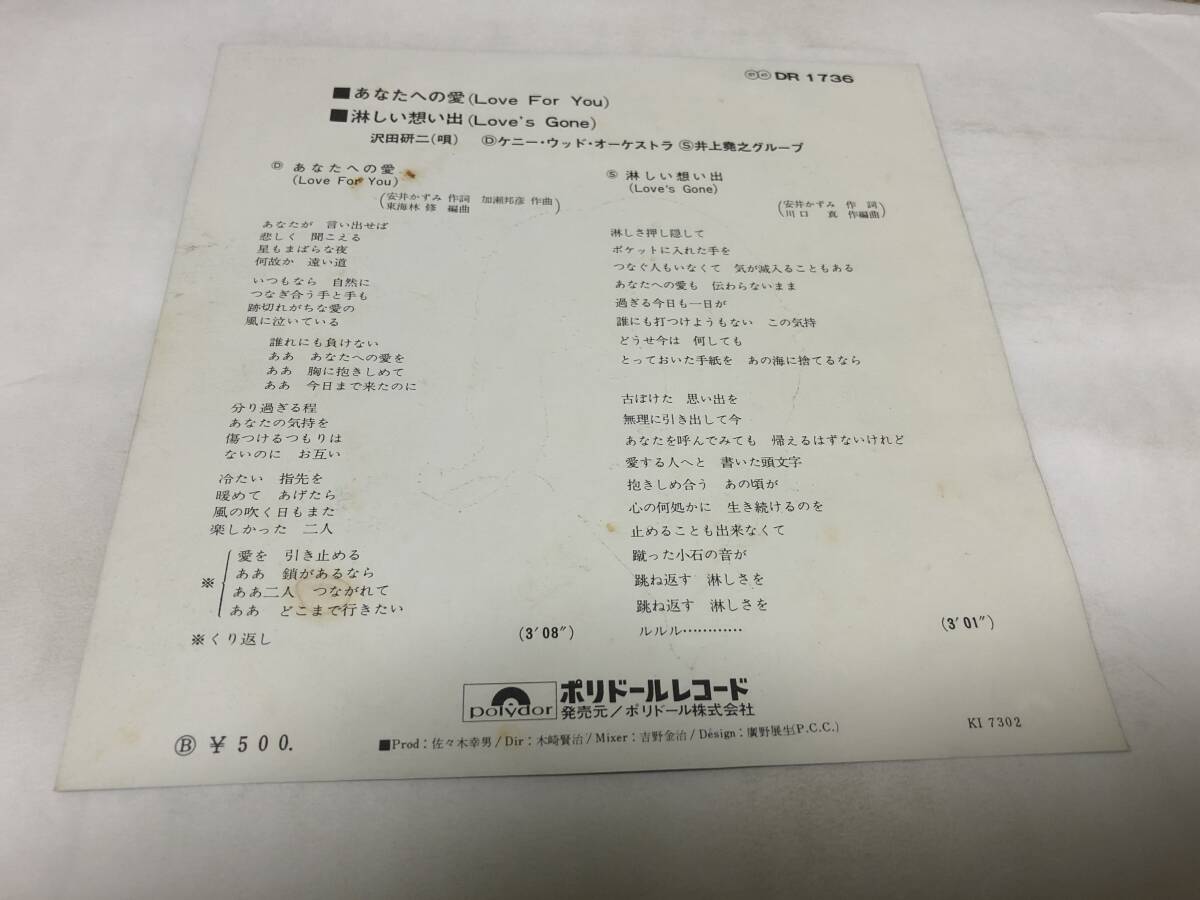 DR 1736
■あなたへの愛(Love For You)
■淋しい想い出(Love's Gone)
沢田研二(唄) Ⓓケニー・ウッド・オーケストラ Ⓢ井上堯之グループ
Ⓓ あなたへの愛
(Love For You)
(安井かずみ 作詞 加瀬邦彦 作曲
東海林 修 編曲)
あなたが 言い出せば
悲しく 聞こえる
星もまばらな夜
何故か 遠い道
いつもなら 自然に
つなぎ合う手と手も
跡切れがちな愛の
風に泣いている
誰れにも負けない
ああ あなたへの愛を
ああ 胸に抱きしめて
ああ 今日まで来たのに
分り過ぎる程
あなたの気持を
傷つけるつもりは
ないのに お互い
冷たい 指先を
暖めて あげたら
風の吹く日もまた
楽しかった 二人
※
愛を 引き止める
ああ 鎖があるなら
ああ二人 つながれて
ああ どこまで行きたい
※くり返し
(3′08″)
Ⓢ 淋しい想い出
(Love's Gone)
(安井かずみ 作 詞
川口 真 作編曲)
淋しさ押し隠して
ポケットに入れた手を
つなぐ人もいなくて 気が滅入ることもある
あなたへの愛も 伝わらないまま
過ぎる今日も一日が
誰にも打つけようもない この気持
どうせ今は 何しても
とっておいた手紙を あの海に捨てるなら
古ぼけた 思い出を
無理に引き出して今
あなたを呼んでみても 帰えるはずないけれど
愛する人へと 書いた頭文字
抱きしめ合う あの頃が
心の何処かに 生き続けるのを
止めることも出来なくて
蹴った小石の音が
跳ね返す 淋しさを
跳ね返す 淋しさを
ルルル…………
(3′01″)
polydor ポリドールレコード
発売元/ポリドール株式会社
Ⓑ ￥500.
■Prod：佐々木幸男/Dir：木崎賢治/Mixer：吉野金治/Design：廣野展生(P.C.C.)
KI 7302